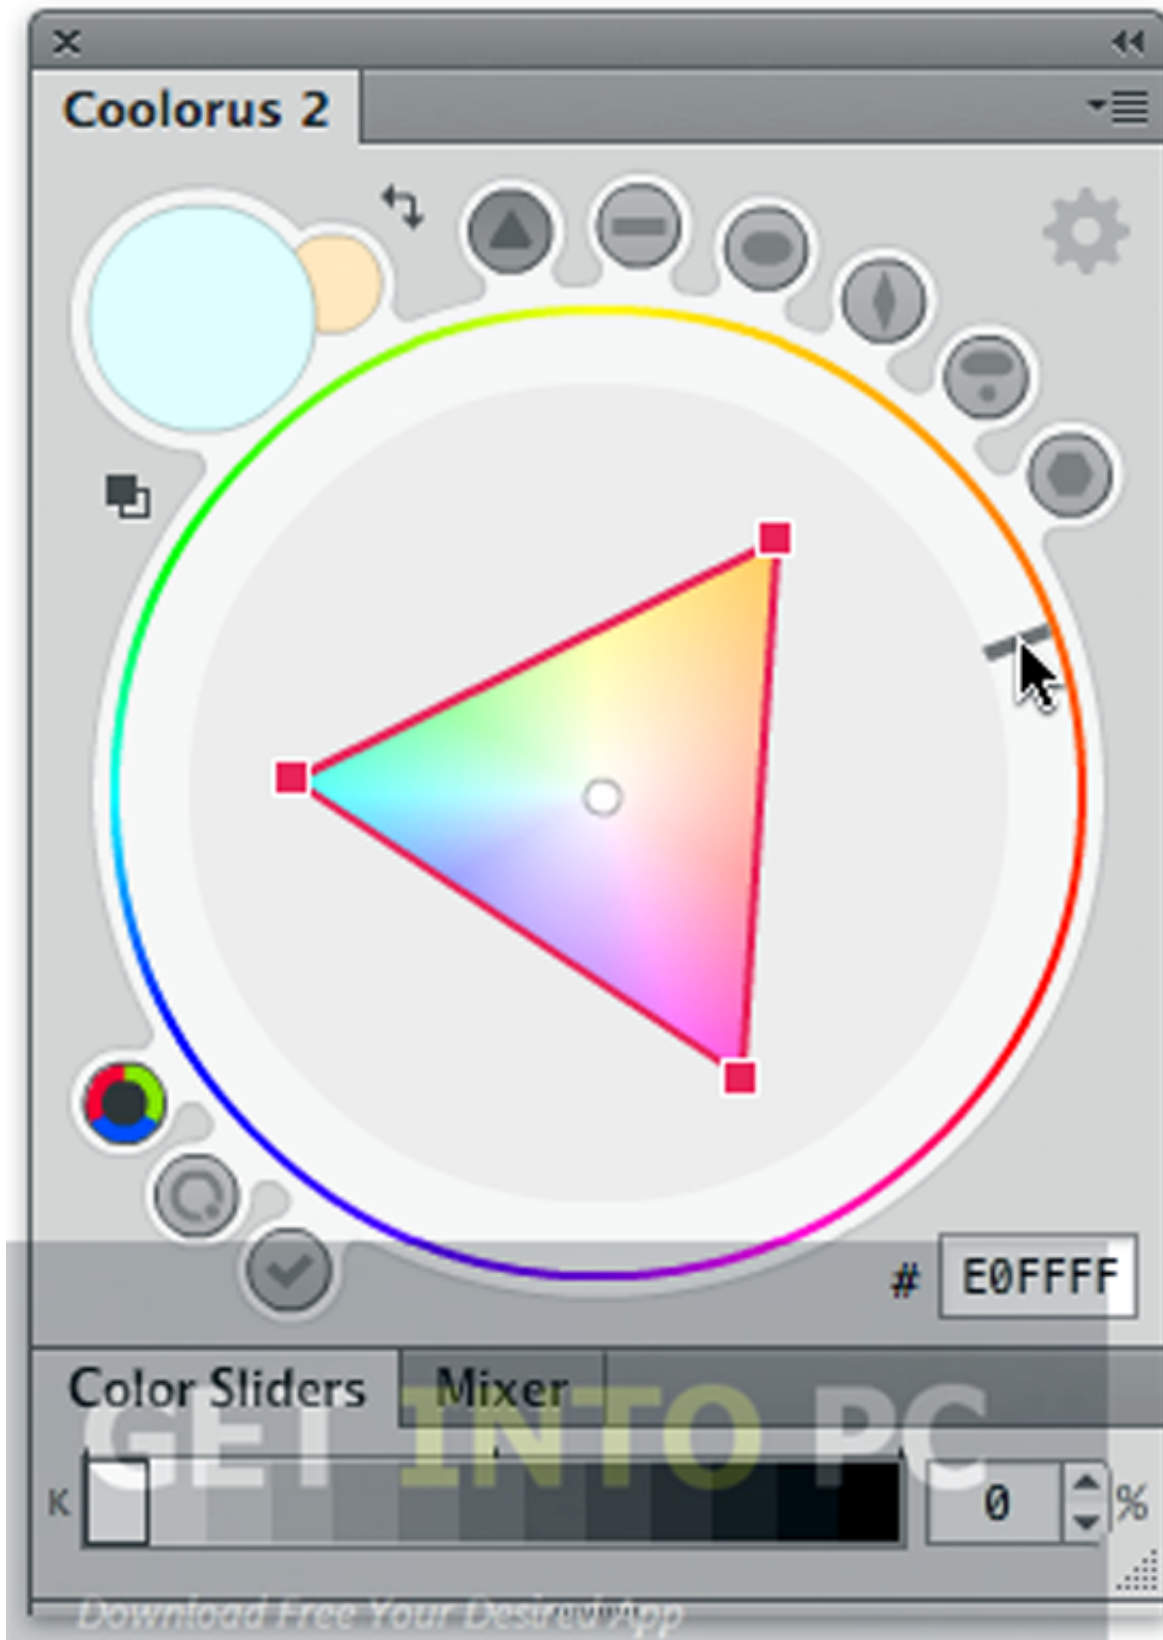 Coolorus 2
# E0FFFF
Color Sliders Mixer
GET INTO PC
K 0 %
Download Free Your Desired App